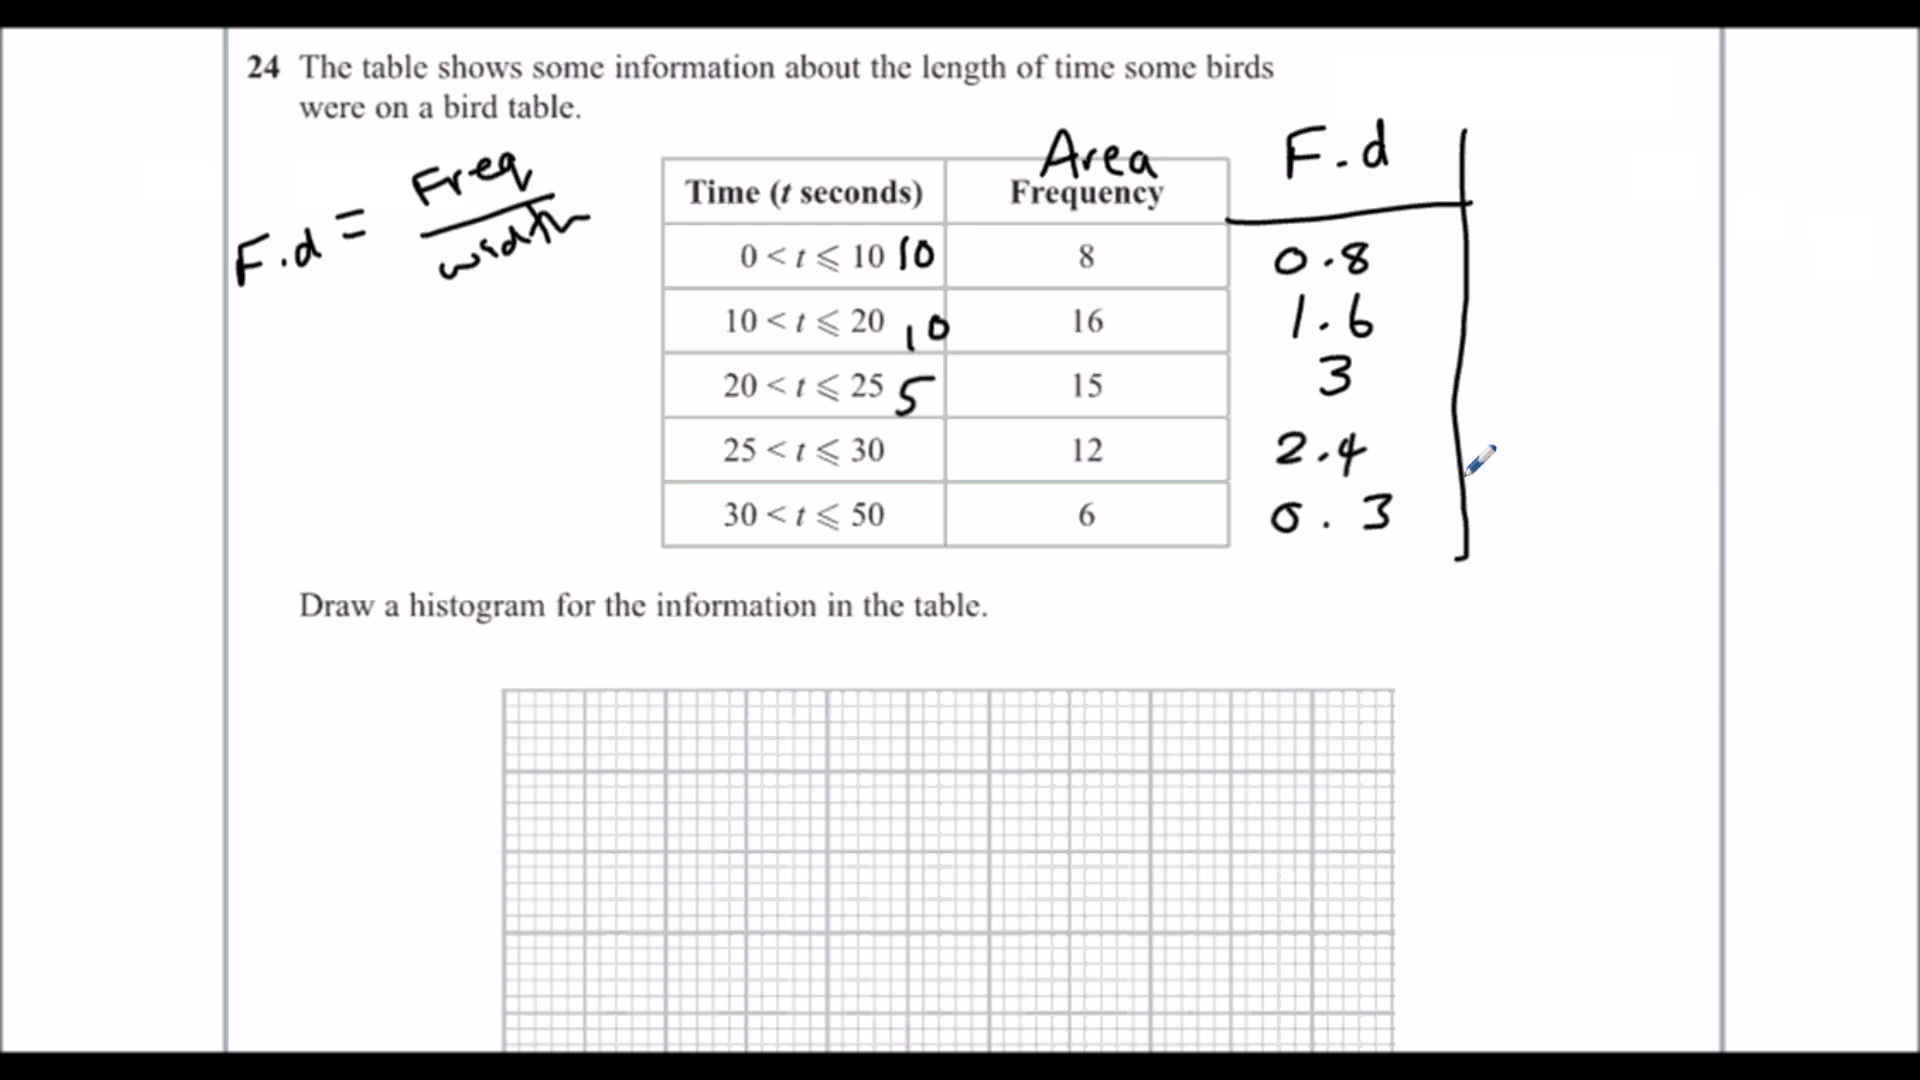 24 The table shows some information about the length of time some birds
were on a bird table.
F.d = Freq
width
Area F.d
Time (t seconds) Frequency
0 < t ⩽ 10 10 8 0.8
10 < t ⩽ 20 10 16 1.6
20 < t ⩽ 25 5 15 3
25 < t ⩽ 30 12 2.4
30 < t ⩽ 50 6 0.3
Draw a histogram for the information in the table.